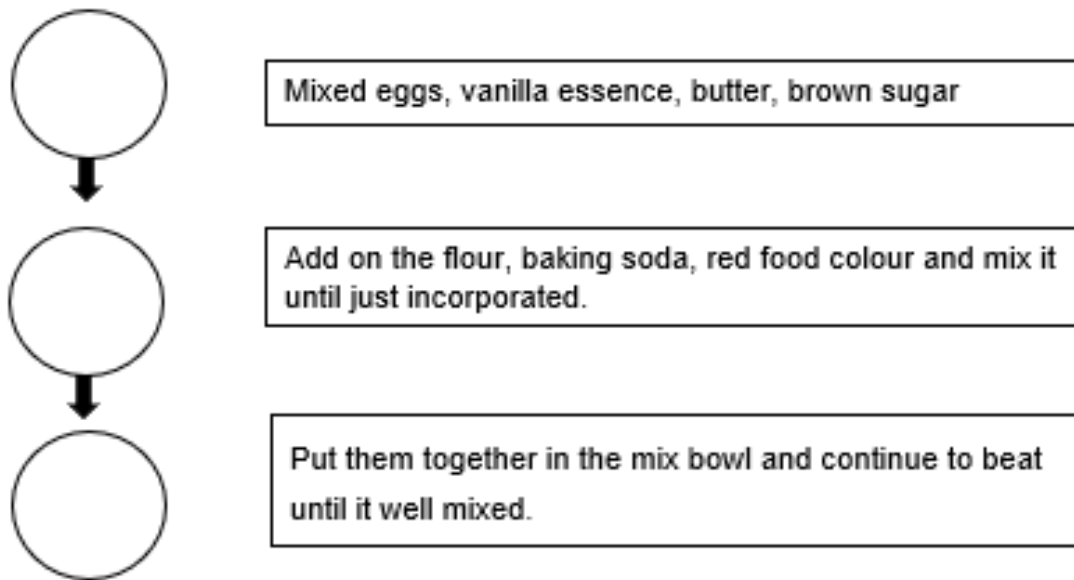 Mixed eggs, vanilla essence, butter, brown sugar
Add on the flour, baking soda, red food colour and mix it
until just incorporated.
Put them together in the mix bowl and continue to beat
until it well mixed.